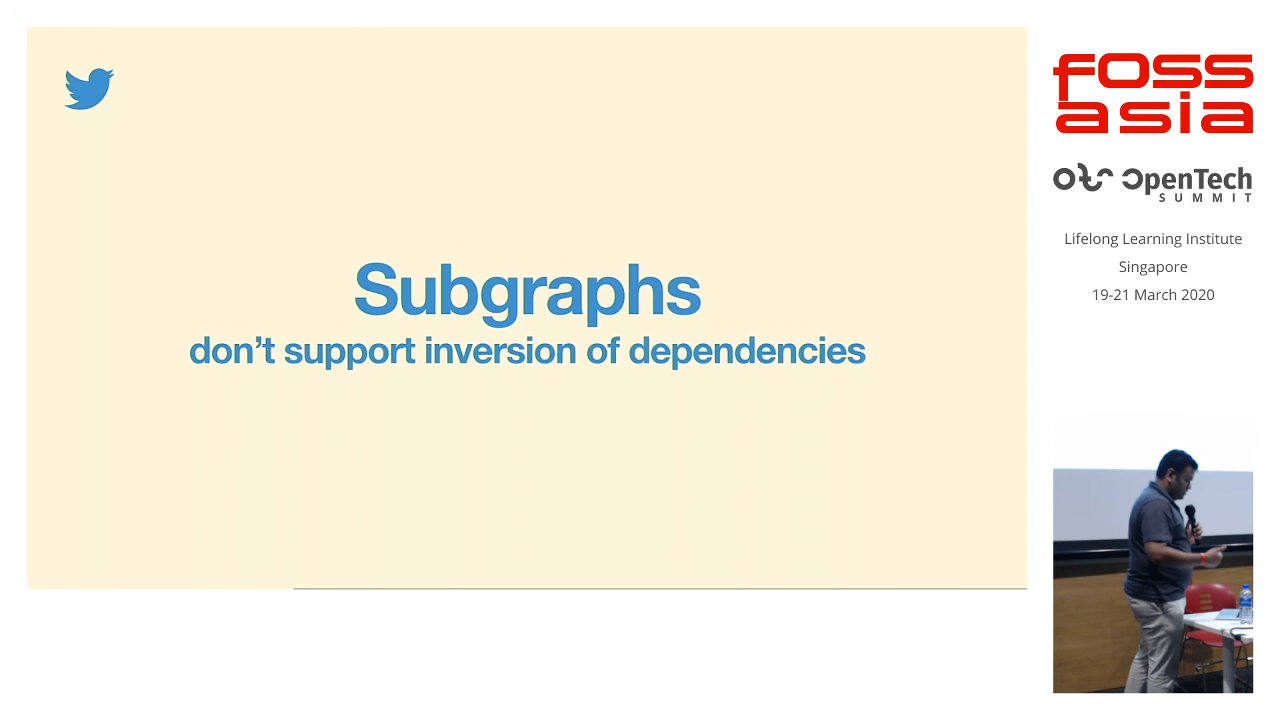 Subgraphs
don't support inversion of dependencies
foss
asia
OpenTech
SUMMIT
Lifelong Learning Institute
Singapore
19-21 March 2020